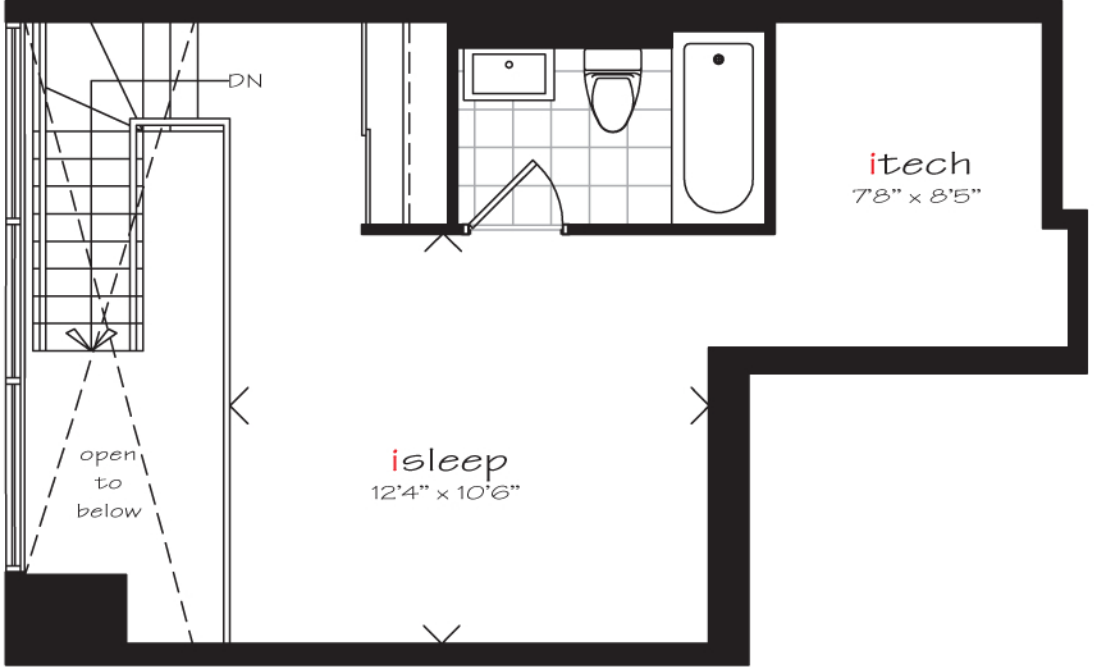 DN
itech
7'8" x 8'5"
isleep
12'4" x 10'6"
open
to
below